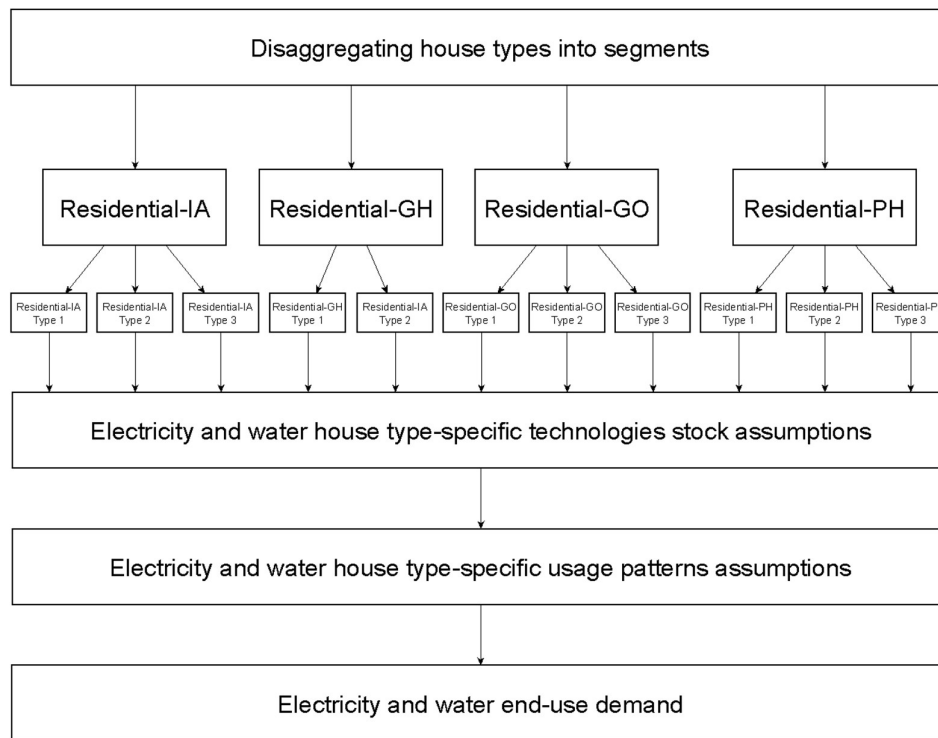 Disaggregating house types into segments
Residential-IA
Residential-GH
Residential-GO
Residential-PH
Residential-IA
Type 1
Residential-IA
Type 2
Residential-IA
Type 3
Residential-GH
Type 1
Residential-IA
Type 2
Residential-GO
Type 1
Residential-GO
Type 2
Residential-GO
Type 3
Residential-PH
Type 1
Residential-PH
Type 2
Residential-P
Type 3
Electricity and water house type-specific technologies stock assumptions
Electricity and water house type-specific usage patterns assumptions
Electricity and water end-use demand